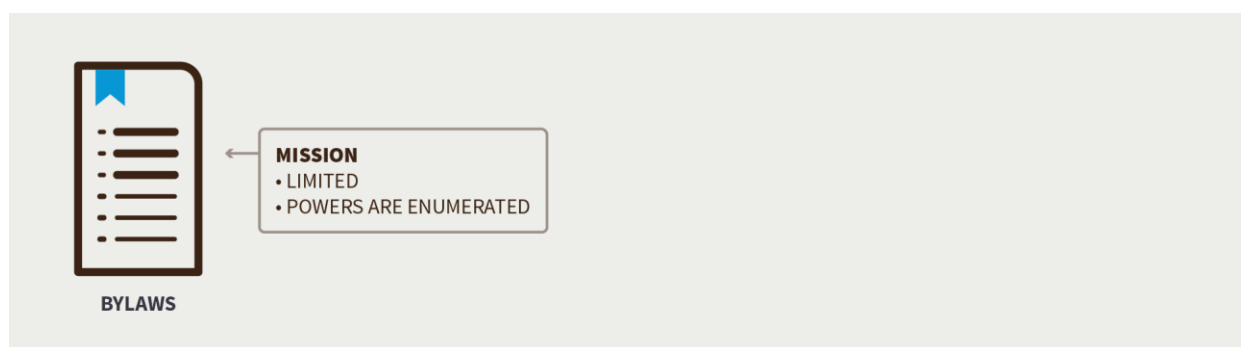 MISSION
• LIMITED
• POWERS ARE ENUMERATED
BYLAWS